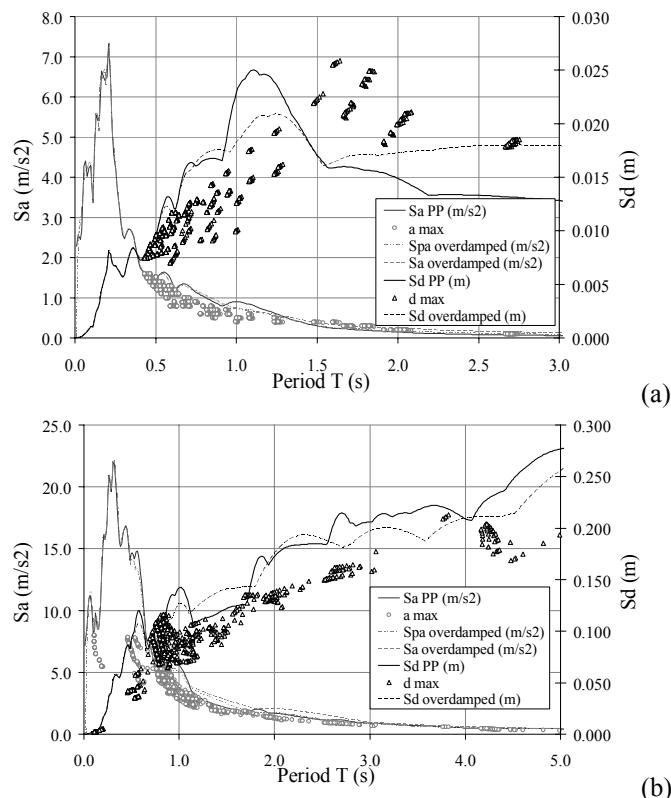 8.0
7.0
6.0
5.0
4.0
3.0
2.0
1.0
0.0
Sa (m/s2)
0.030
0.025
0.020
0.015
0.010
0.005
0.000
Sd (m)
Sa PP (m/s2)
a max
Spa overdamped (m/s2)
Sa overdamped (m/s2)
Sd PP (m)
d max
Sd overdamped (m)
0.0 0.5 1.0 1.5 2.0 2.5 3.0
Period T (s)
(a)
25.0
20.0
15.0
10.0
5.0
0.0
Sa (m/s2)
0.300
0.250
0.200
0.150
0.100
0.050
0.000
Sd (m)
Sa PP (m/s2)
a max
Spa overdamped (m/s2)
Sa overdamped (m/s2)
Sd PP (m)
d max
Sd overdamped (m)
0.0 1.0 2.0 3.0 4.0 5.0
Period T (s)
(b)